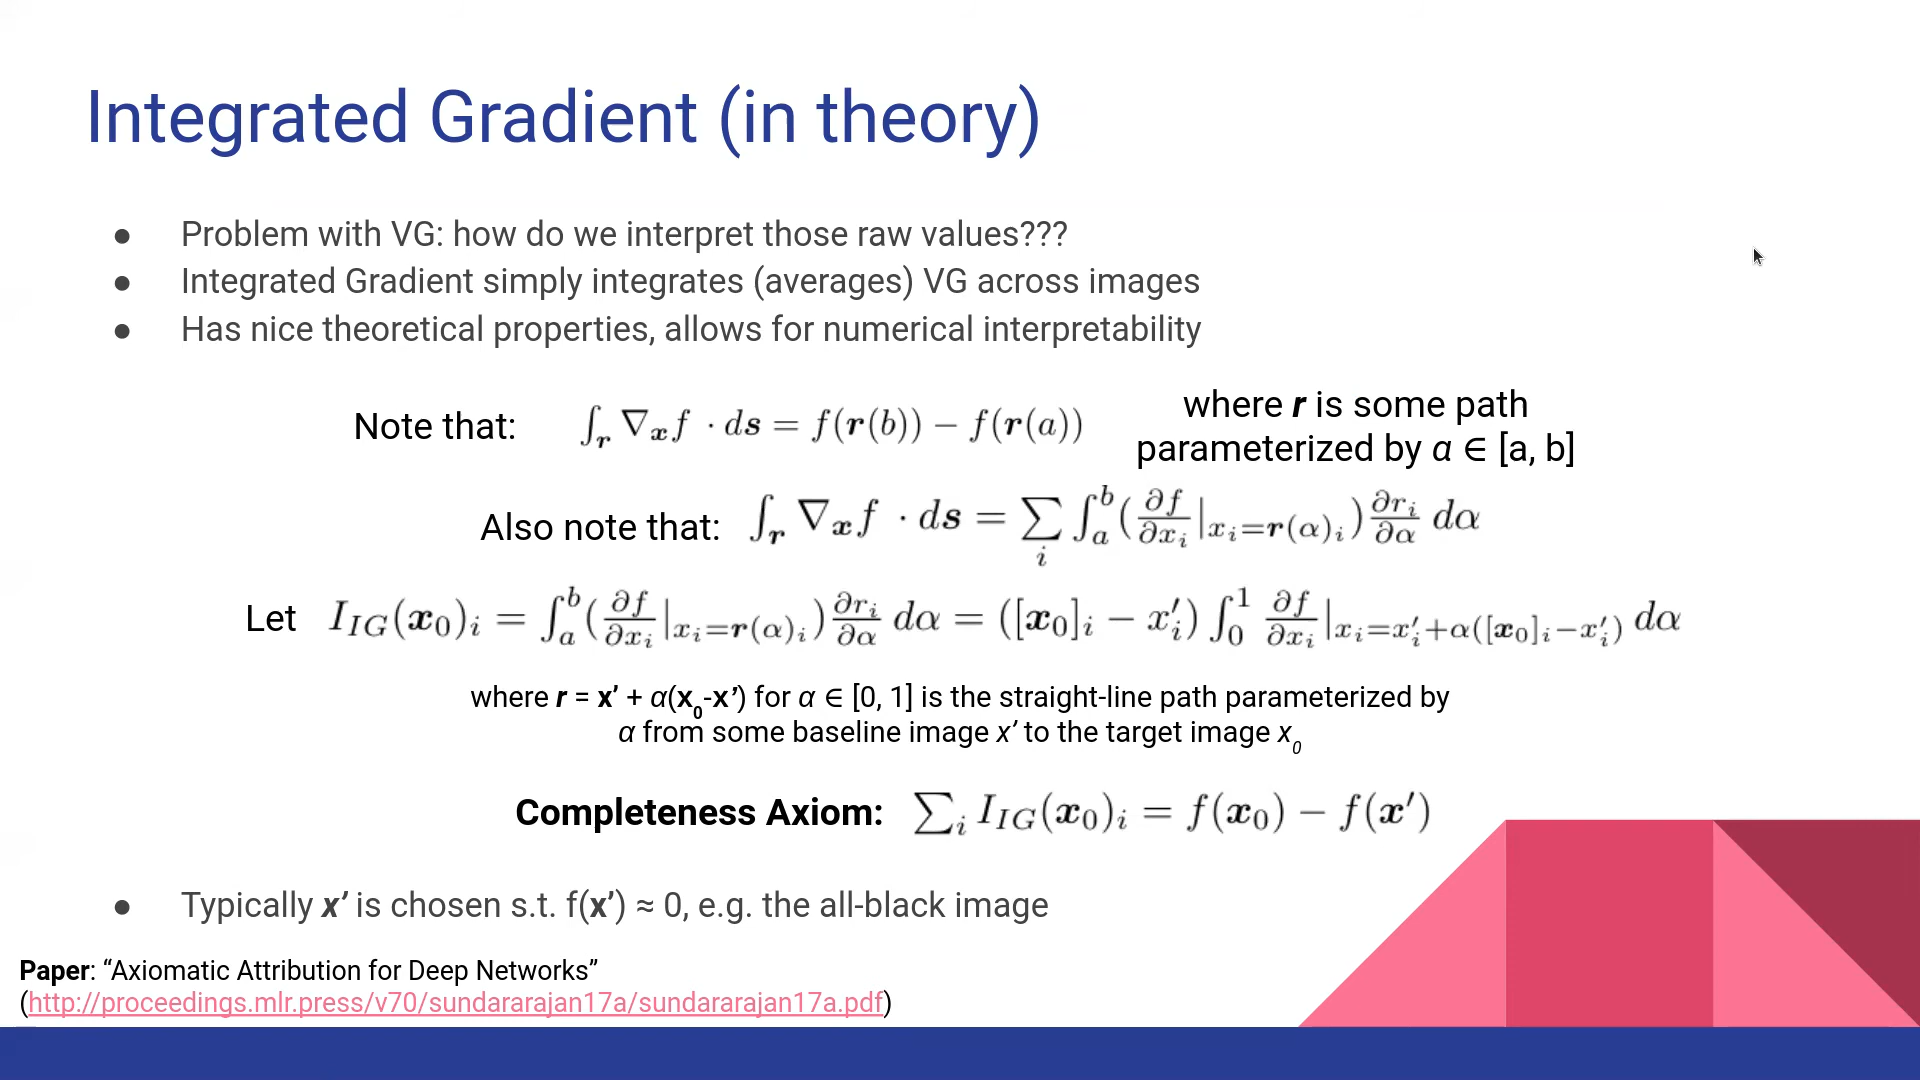 Integrated Gradient (in theory)
● Problem with VG: how do we interpret those raw values???
● Integrated Gradient simply integrates (averages) VG across images
● Has nice theoretical properties, allows for numerical interpretability
Note that: ∫_r ∇_x f · ds = f(r(b)) − f(r(a))
where r is some path
parameterized by α ∈ [a, b]
Also note that: ∫_r ∇_x f · ds = ∑_i ∫_a^b (∂f/∂x_i |_{x_i=r(α)_i}) ∂r_i/∂α dα
Let I_{IG}(x_0)_i = ∫_a^b (∂f/∂x_i |_{x_i=r(α)_i}) ∂r_i/∂α dα = ([x_0]_i − x′_i) ∫_0^1 ∂f/∂x_i |_{x_i=x′_i+α([x_0]_i−x′_i)} dα
where r = x’ + α(x_0-x’) for α ∈ [0, 1] is the straight-line path parameterized by
α from some baseline image x’ to the target image x_0
Completeness Axiom: ∑_i I_{IG}(x_0)_i = f(x_0) − f(x′)
● Typically x’ is chosen s.t. f(x’) ≈ 0, e.g. the all-black image
Paper: “Axiomatic Attribution for Deep Networks”
(http://proceedings.mlr.press/v70/sundararajan17a/sundararajan17a.pdf)